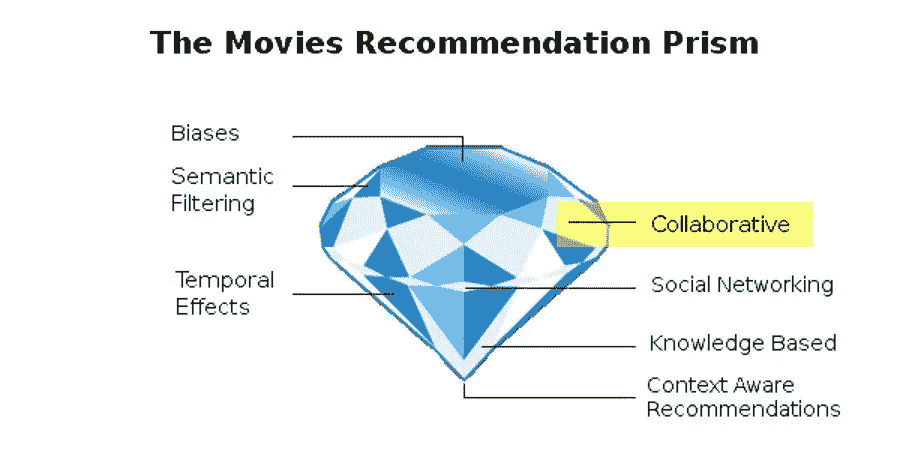 The Movies Recommendation Prism
Biases
Semantic
Filtering
Temporal
Effects
Collaborative
Social Networking
Knowledge Based
Context Aware
Recommendations